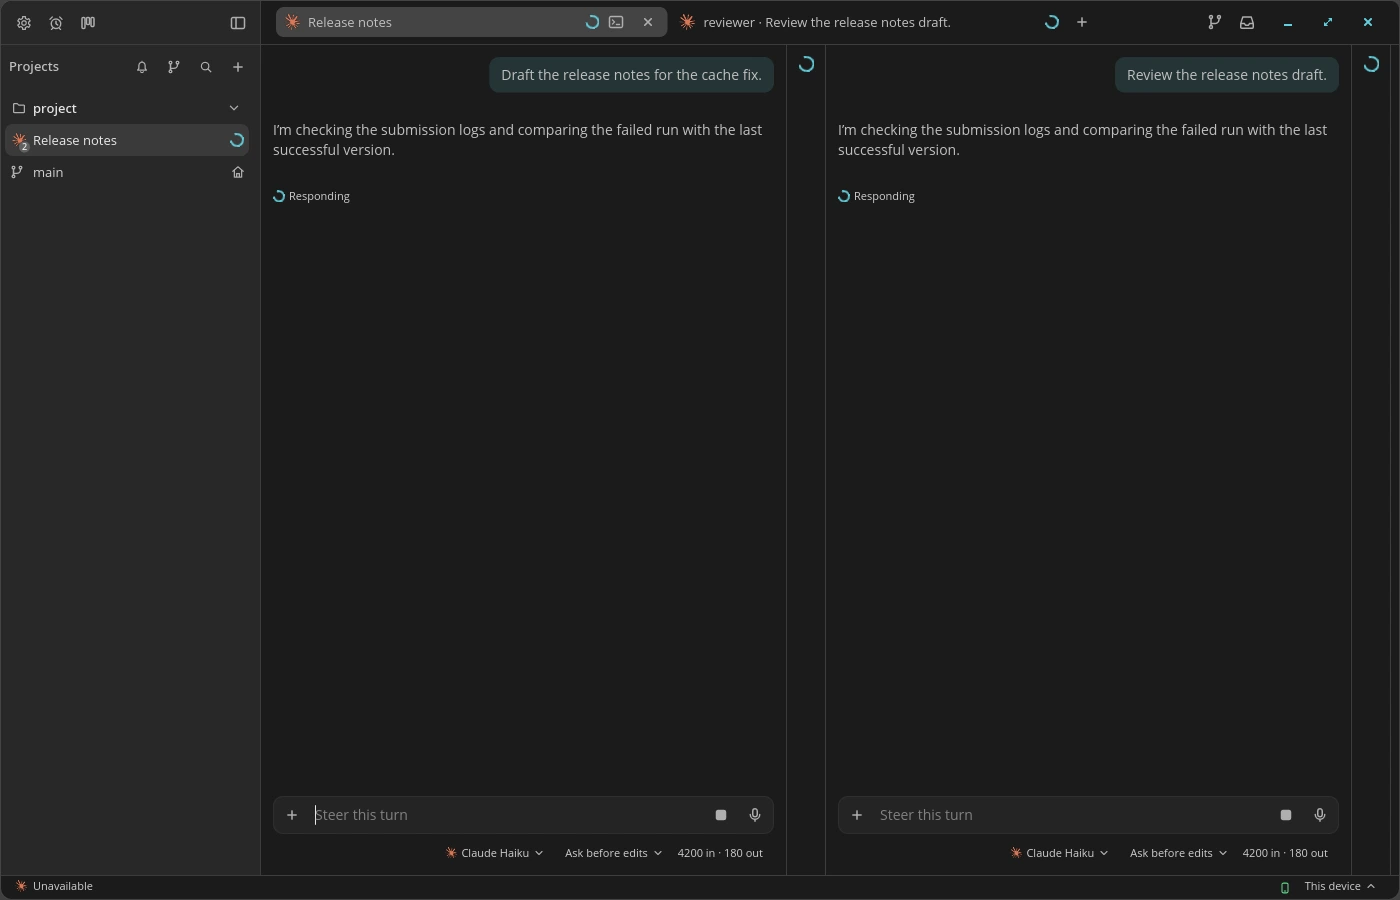 Release notes
reviewer · Review the release notes draft.
Projects
project
2
Release notes
main
Draft the release notes for the cache fix.
I'm checking the submission logs and comparing the failed run with the last
successful version.
Responding
Steer this turn
Claude Haiku
Ask before edits
4200 in · 180 out
Review the release notes draft.
I'm checking the submission logs and comparing the failed run with the last
successful version.
Responding
Steer this turn
Claude Haiku
Ask before edits
4200 in · 180 out
Unavailable
This device